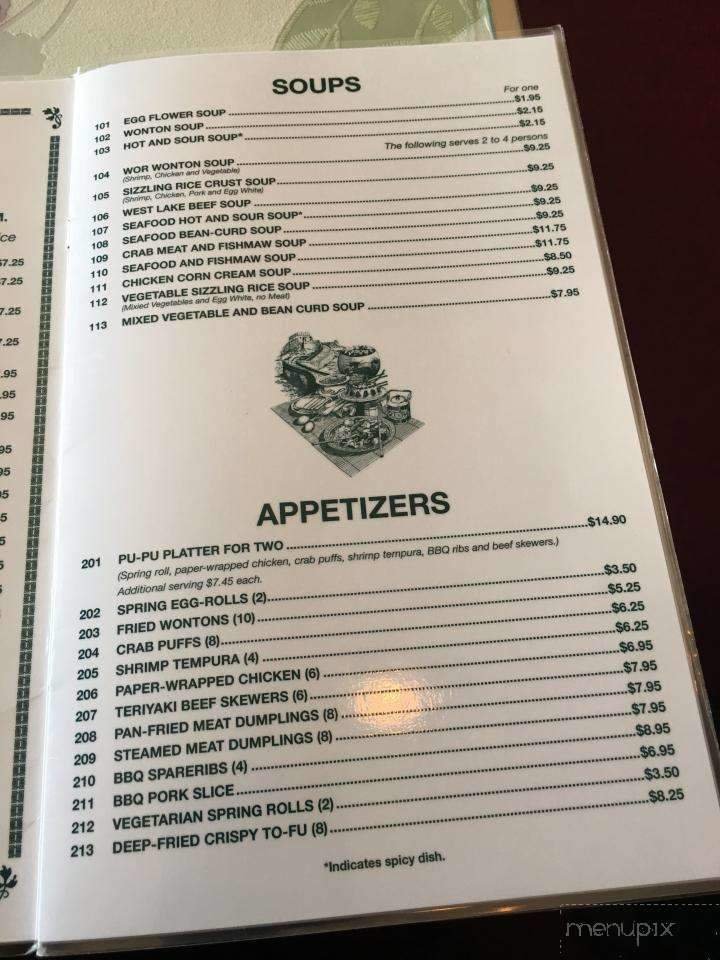 SOUPS
For one
101 EGG FLOWER SOUP $1.95
102 WONTON SOUP $2.15
103 HOT AND SOUR SOUP* $2.15
The following serves 2 to 4 persons
104 WOR WONTON SOUP $9.25
(Shrimp, Chicken and Vegetable)
105 SIZZLING RICE CRUST SOUP $9.25
(Shrimp, Chicken, Pork and Egg White)
106 WEST LAKE BEEF SOUP $9.25
107 SEAFOOD HOT AND SOUR SOUP* $9.25
108 SEAFOOD BEAN-CURD SOUP $9.25
109 CRAB MEAT AND FISHMAW SOUP $11.75
110 SEAFOOD AND FISHMAW SOUP $11.75
111 CHICKEN CORN CREAM SOUP $8.50
112 VEGETABLE SIZZLING RICE SOUP $9.25
(Mixied Vegetables and Egg White, no Meat)
113 MIXED VEGETABLE AND BEAN CURD SOUP $7.95
APPETIZERS
201 PU-PU PLATTER FOR TWO $14.90
(Spring roll, paper-wrapped chicken, crab puffs, shrimp tempura, BBQ ribs and beef skewers.)
Additional serving $7.45 each.
202 SPRING EGG-ROLLS (2) $3.50
203 FRIED WONTONS (10) $5.25
204 CRAB PUFFS (8) $6.25
205 SHRIMP TEMPURA (4) $6.25
206 PAPER-WRAPPED CHICKEN (6) $6.95
207 TERIYAKI BEEF SKEWERS (6) $7.95
208 PAN-FRIED MEAT DUMPLINGS (8) $7.95
209 STEAMED MEAT DUMPLINGS (8) $7.95
210 BBQ SPARERIBS (4) $8.95
211 BBQ PORK SLICE $6.95
212 VEGETARIAN SPRING ROLLS (2) $3.50
213 DEEP-FRIED CRISPY TO-FU (8) $8.25
*Indicates spicy dish.
menupix